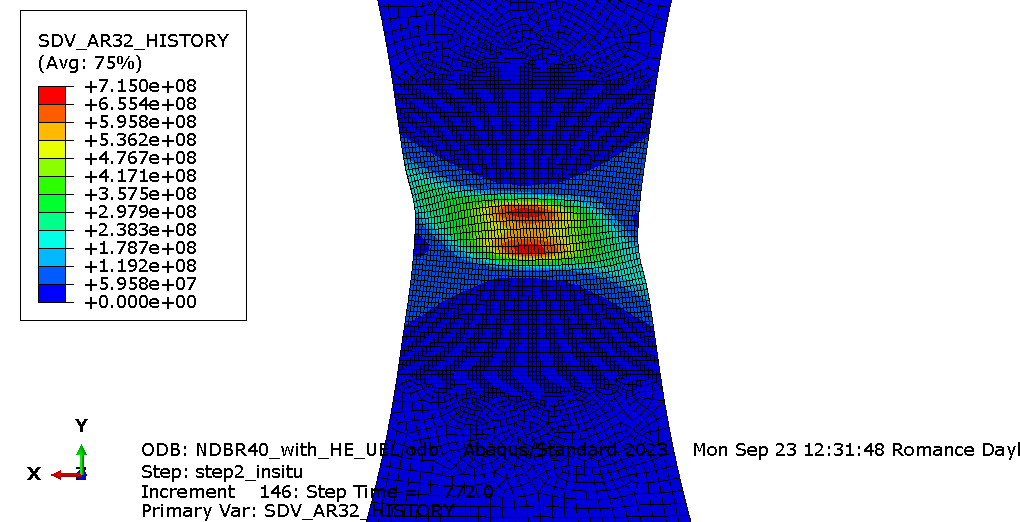 SDV_AR32_HISTORY
(Avg: 75%)
+7.150e+08
+6.554e+08
+5.958e+08
+5.362e+08
+4.767e+08
+4.171e+08
+3.575e+08
+2.979e+08
+2.383e+08
+1.787e+08
+1.192e+08
+5.958e+07
+0.000e+00
Y
X
Z
ODB: NDBR40_with_HE_UEL.odb Abaqus/Standard 2023 Mon Sep 23 12:31:48 Romance Dayl
Step: step2_insitu
Increment 146: Step Time = 772.0
Primary Var: SDV_AR32_HISTORY